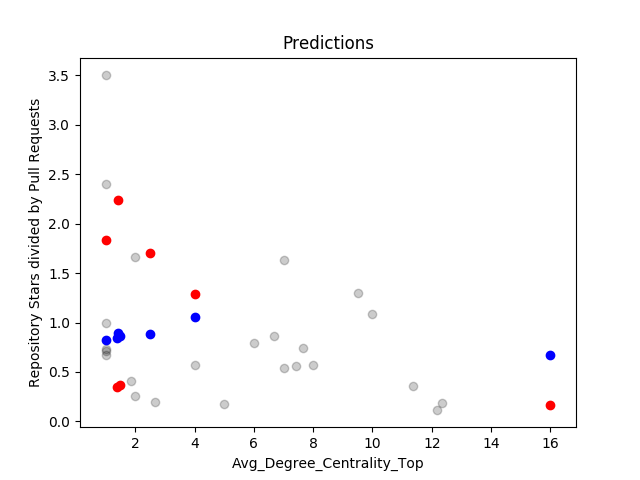 Predictions
Repository Stars divided by Pull Requests
3.5
3.0
2.5
2.0
1.5
1.0
0.5
0.0
2 4 6 8 10 12 14 16
Avg_Degree_Centrality_Top